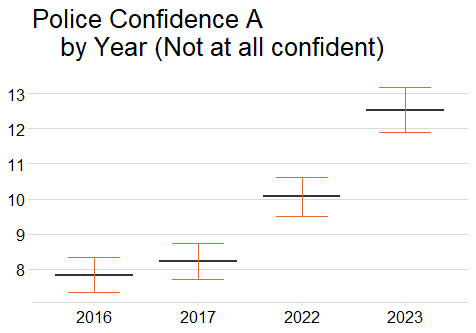 Police Confidence A
by Year (Not at all confident)
13
12
11
10
9
8
2016 2017 2022 2023